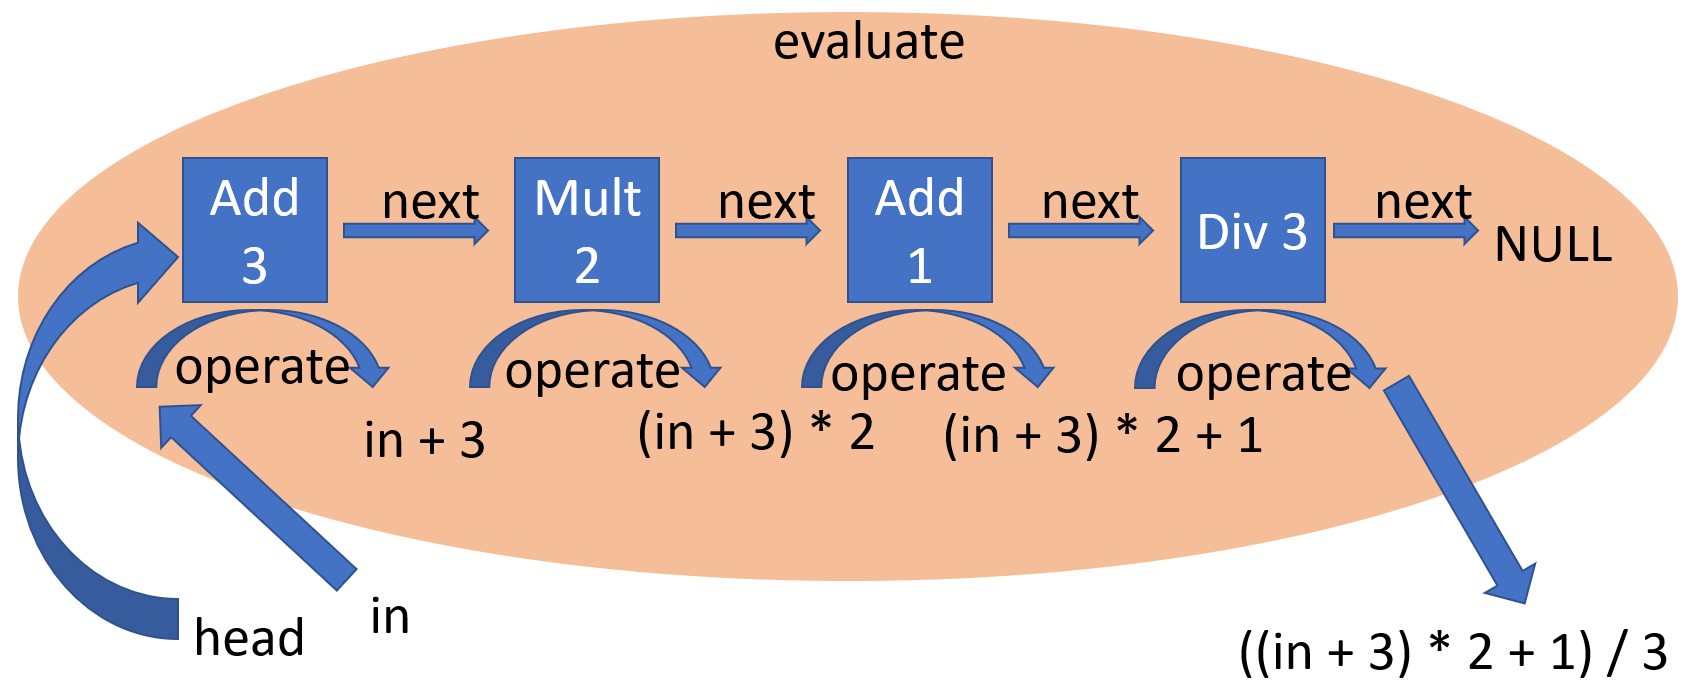 evaluate
Add
3
next
Mult
2
next
Add
1
next
Div 3
next
NULL
operate
operate
operate
operate
in + 3
(in + 3) * 2
(in + 3) * 2 + 1
head
in
((in + 3) * 2 + 1) / 3